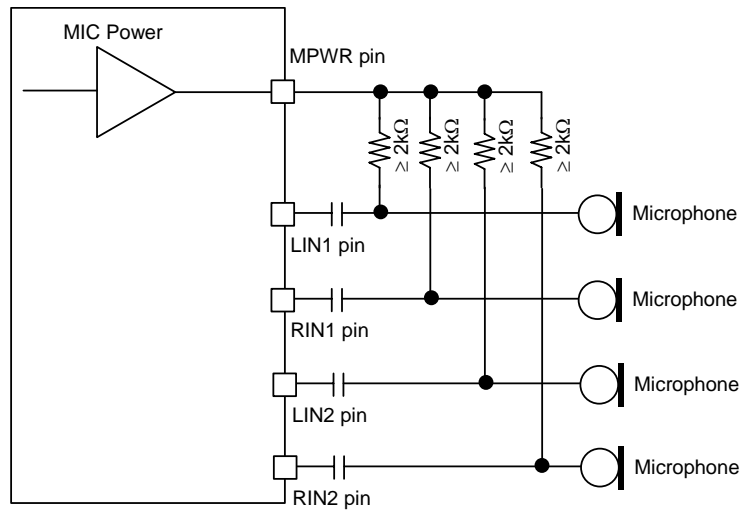 MIC Power
MPWR pin
≥ 2kΩ
≥ 2kΩ
≥ 2kΩ
≥ 2kΩ
Microphone
LIN1 pin
Microphone
RIN1 pin
Microphone
LIN2 pin
Microphone
RIN2 pin